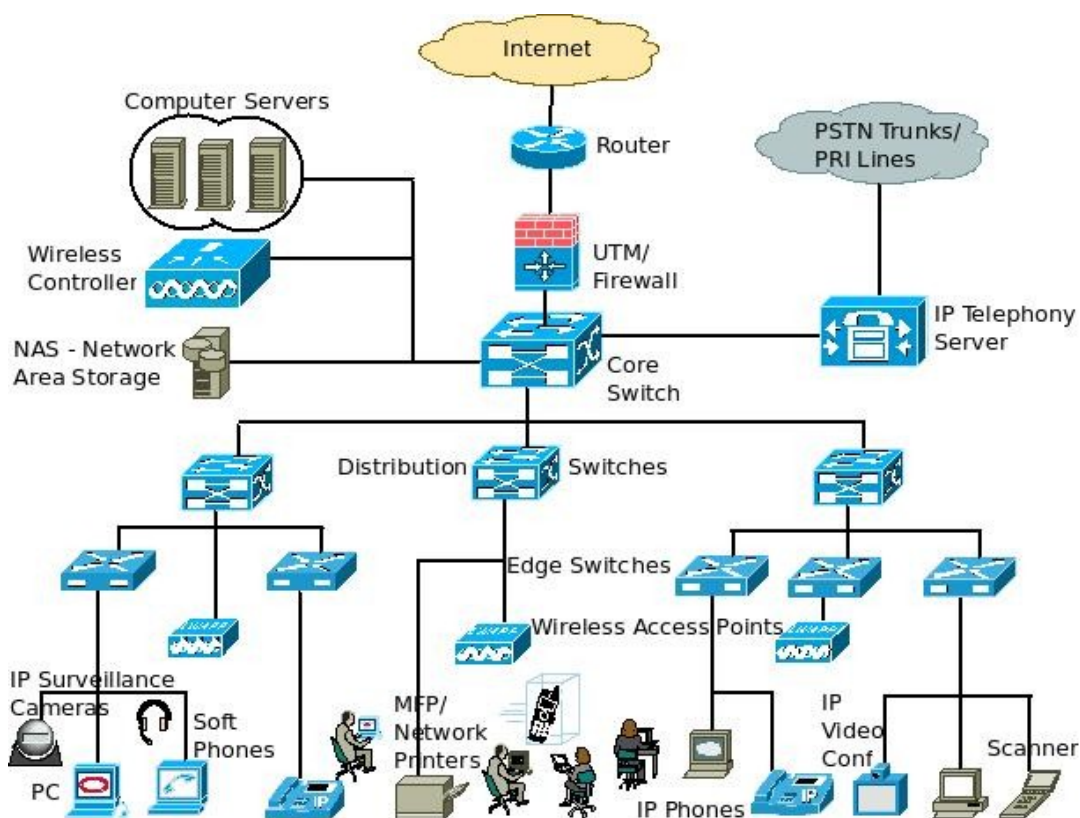 Internet
Computer Servers
Router
PSTN Trunks/
PRI Lines
Wireless
Controller
UTM/
Firewall
IP Telephony
Server
NAS - Network
Area Storage
Core
Switch
Distribution
Switches
Edge Switches
Wireless Access Points
IP Surveillance
Cameras
Soft
Phones
MFP/
Network
Printers
IP
Video
Conf
Scanner
PC
IP
IP Phones
IP